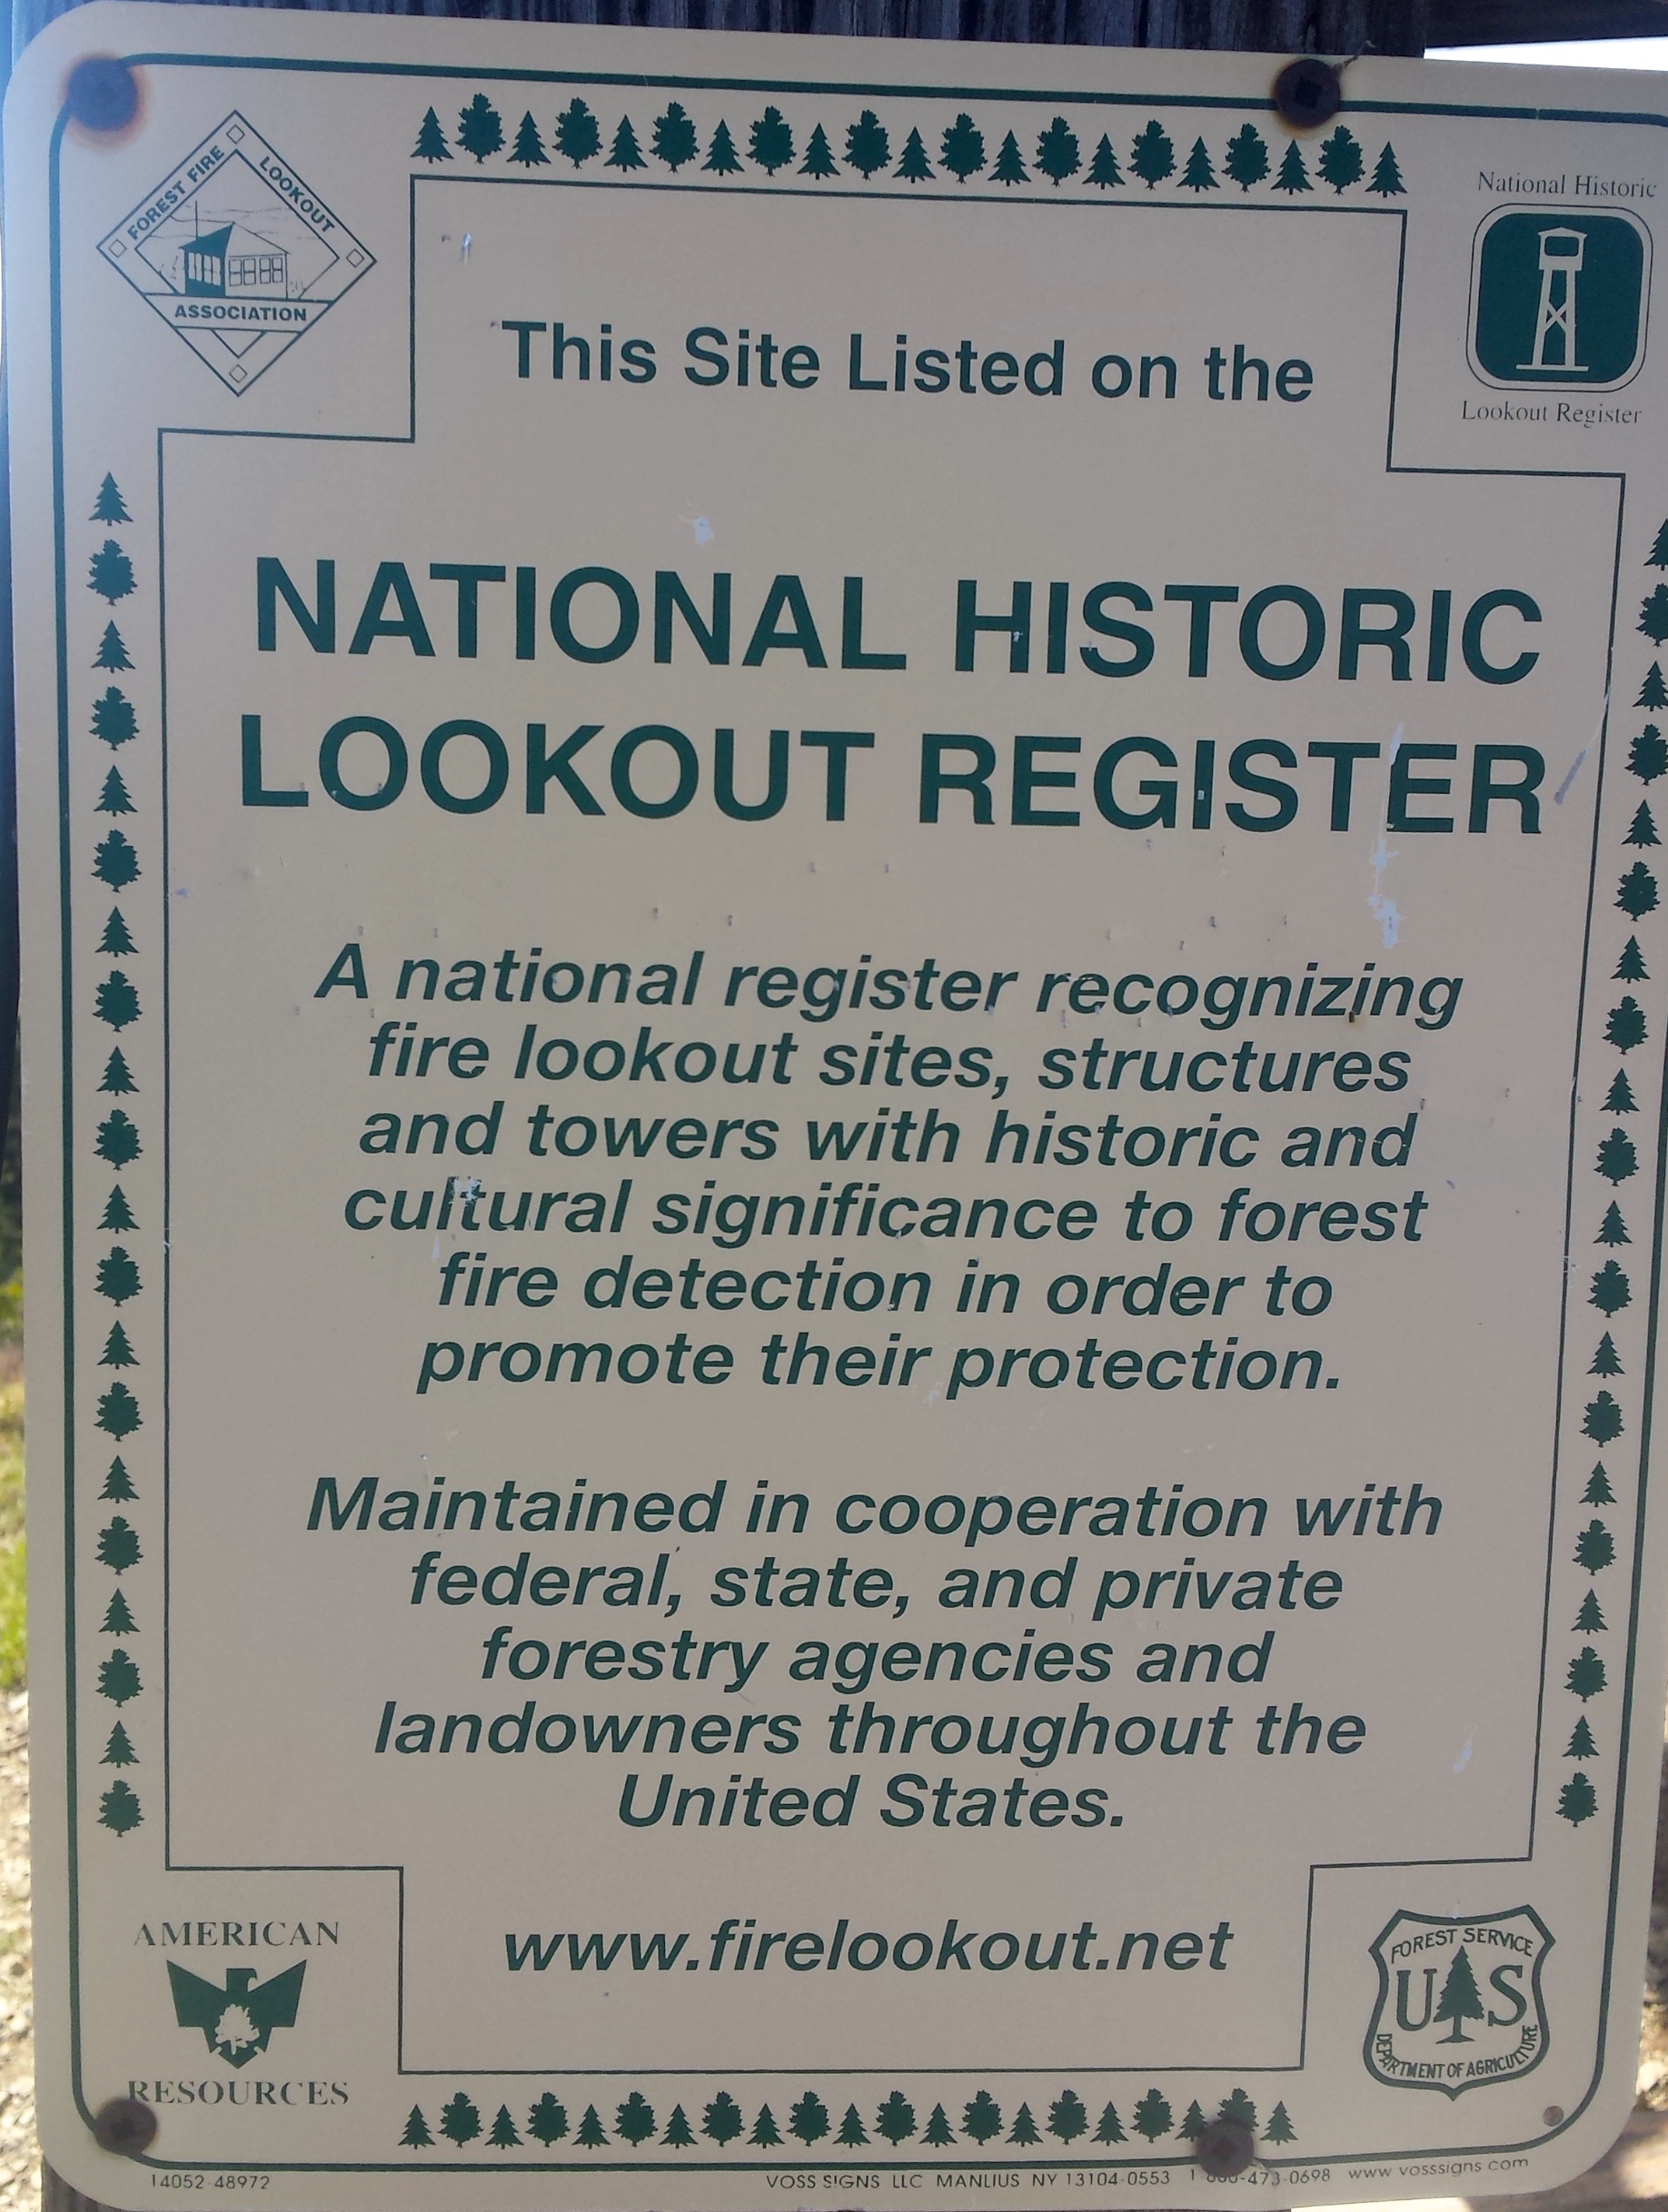 FOREST FIRE LOOKOUT
ASSOCIATION
National Historic
Lookout Register
This Site Listed on the
NATIONAL HISTORIC
LOOKOUT REGISTER
A national register recognizing
fire lookout sites, structures
and towers with historic and
cultural significance to forest
fire detection in order to
promote their protection.
Maintained in cooperation with
federal, state, and private
forestry agencies and
landowners throughout the
United States.
www.firelookout.net
AMERICAN
RESOURCES
FOREST SERVICE
U S
DEPARTMENT OF AGRICULTURE
14052-48972
VOSS SIGNS LLC MANLIUS NY 13104-0553 1 -473-0698 www vosssigns com